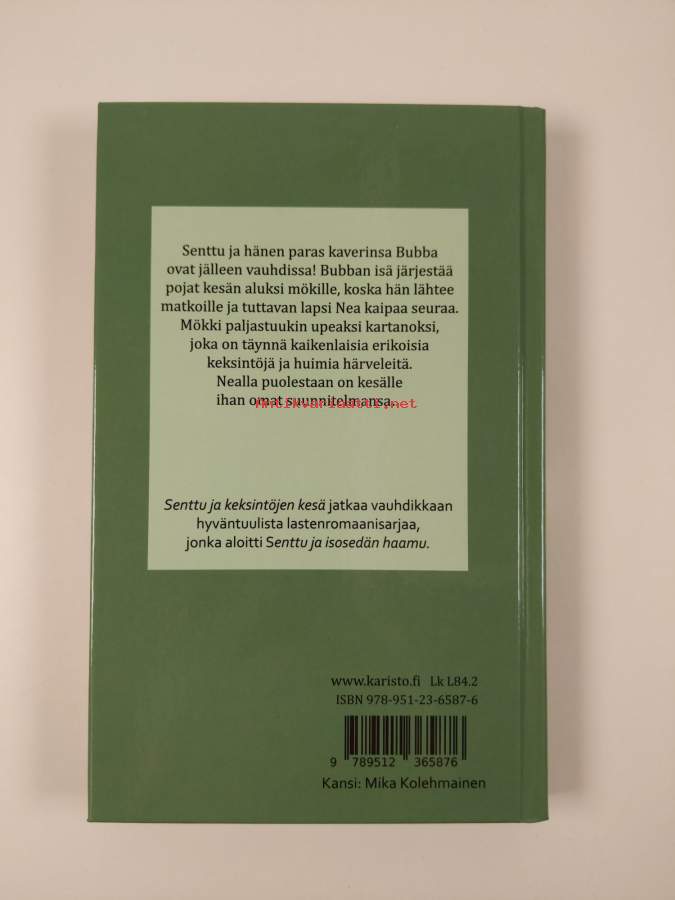 Senttu ja hänen paras kaverinsa Bubba
ovat jälleen vauhdissa! Bubban isä järjestää
pojat kesän aluksi mökille, koska hän lähtee
matkoille ja tuttavan lapsi Nea kaipaa seuraa.
Mökki paljastuukin upeaksi kartanoksi,
joka on täynnä kaikenlaisia erikoisia
keksintöjä ja huimia härveleitä.
Nealla puolestaan on kesälle
ihan omat suunnitelmansa...
Antikvariaatti.net
Senttu ja keksintöjen kesä jatkaa vauhdikkaan
hyväntuulista lastenromaanisarjaa,
jonka aloitti Senttu ja isosedän haamu.
www.karisto.fi Lk L84.2
ISBN 978-951-23-6587-6
9 789512 365876
Kansi: Mika Kolehmainen